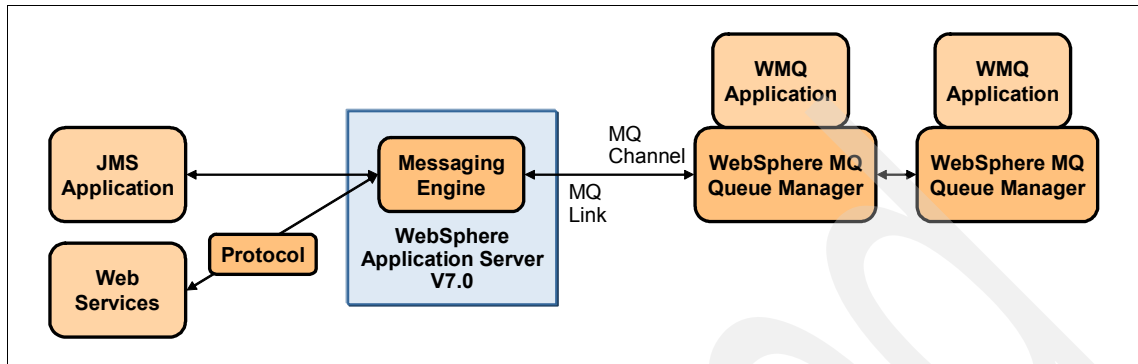 JMS
Application
Web
Services
Protocol
Messaging
Engine
WebSphere
Application Server
V7.0
MQ
Channel
MQ
Link
WMQ
Application
WebSphere MQ
Queue Manager
WMQ
Application
WebSphere MQ
Queue Manager